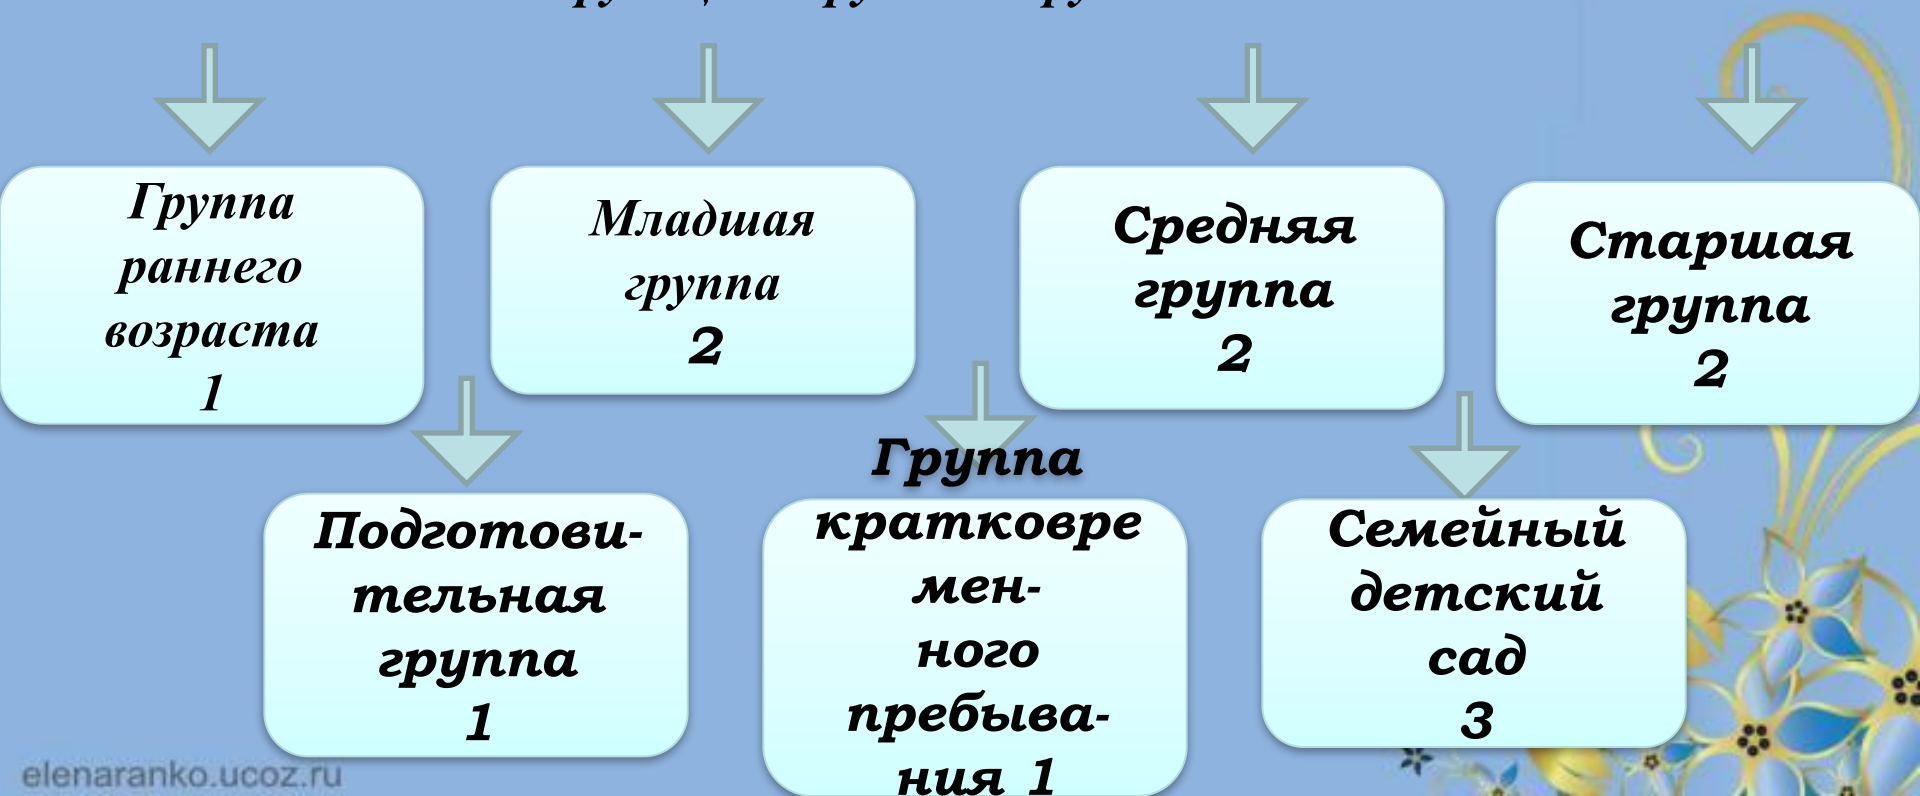 Группа
раннего
возраста
1
Младшая
группа
2
Средняя
группа
2
Старшая
группа
2
Подготови-
тельная
группа
1
Группа
кратковре
мен-
ного
пребыва-
ния 1
Семейный
детский
сад
3
elenaranko.ucoz.ru